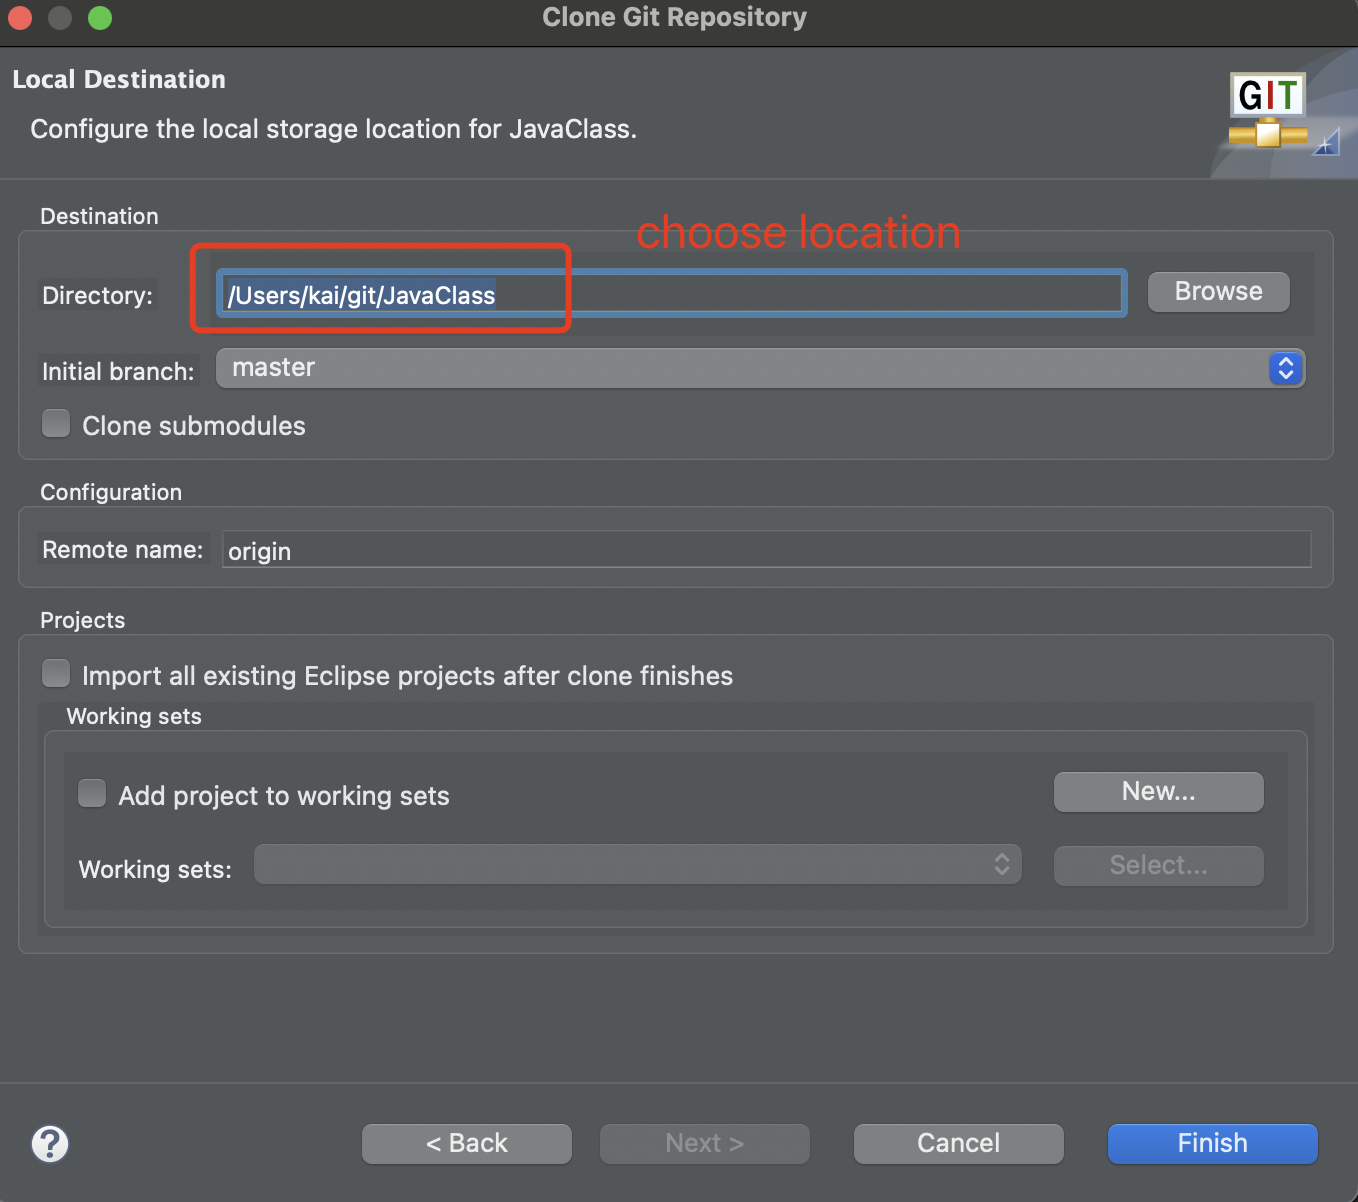 Clone Git Repository
Local Destination
Configure the local storage location for JavaClass.
GIT
Destination
choose location
Directory: /Users/kai/git/JavaClass Browse
Initial branch: master
Clone submodules
Configuration
Remote name: origin
Projects
Import all existing Eclipse projects after clone finishes
Working sets
Add project to working sets New...
Working sets: Select...
? < Back Next > Cancel Finish